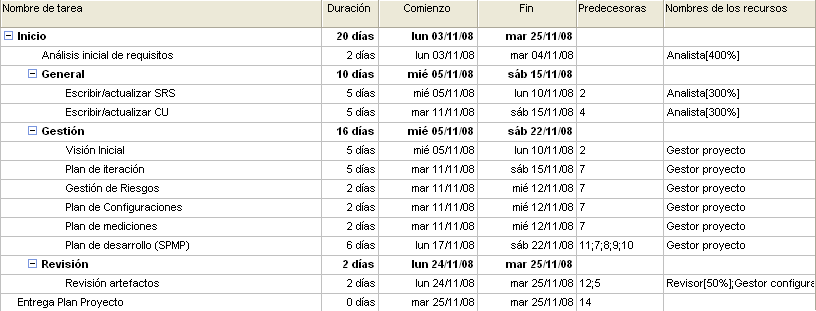 Nombre de tarea Duración Comienzo Fin Predecesoras Nombres de los recursos
Inicio 20 días lun 03/11/08 mar 25/11/08
Análisis inicial de requisitos 2 días lun 03/11/08 mar 04/11/08 Analista[400%]
General 10 días mié 05/11/08 sáb 15/11/08
Escribir/actualizar SRS 5 días mié 05/11/08 lun 10/11/08 2 Analista[300%]
Escribir/actualizar CU 5 días mar 11/11/08 sáb 15/11/08 4 Analista[300%]
Gestión 16 días mié 05/11/08 sáb 22/11/08
Visión Inicial 5 días mié 05/11/08 lun 10/11/08 2 Gestor proyecto
Plan de iteración 5 días mar 11/11/08 sáb 15/11/08 7 Gestor proyecto
Gestión de Riesgos 2 días mar 11/11/08 mié 12/11/08 7 Gestor proyecto
Plan de Configuraciones 2 días mar 11/11/08 mié 12/11/08 7 Gestor proyecto
Plan de mediciones 2 días mar 11/11/08 mié 12/11/08 7 Gestor proyecto
Plan de desarrollo (SPMP) 6 días lun 17/11/08 sáb 22/11/08 11;7;8;9;10 Gestor proyecto
Revisión 2 días lun 24/11/08 mar 25/11/08
Revisión artefactos 2 días lun 24/11/08 mar 25/11/08 12;5 Revisor[50%];Gestor configura
Entrega Plan Proyecto 0 días mar 25/11/08 mar 25/11/08 14